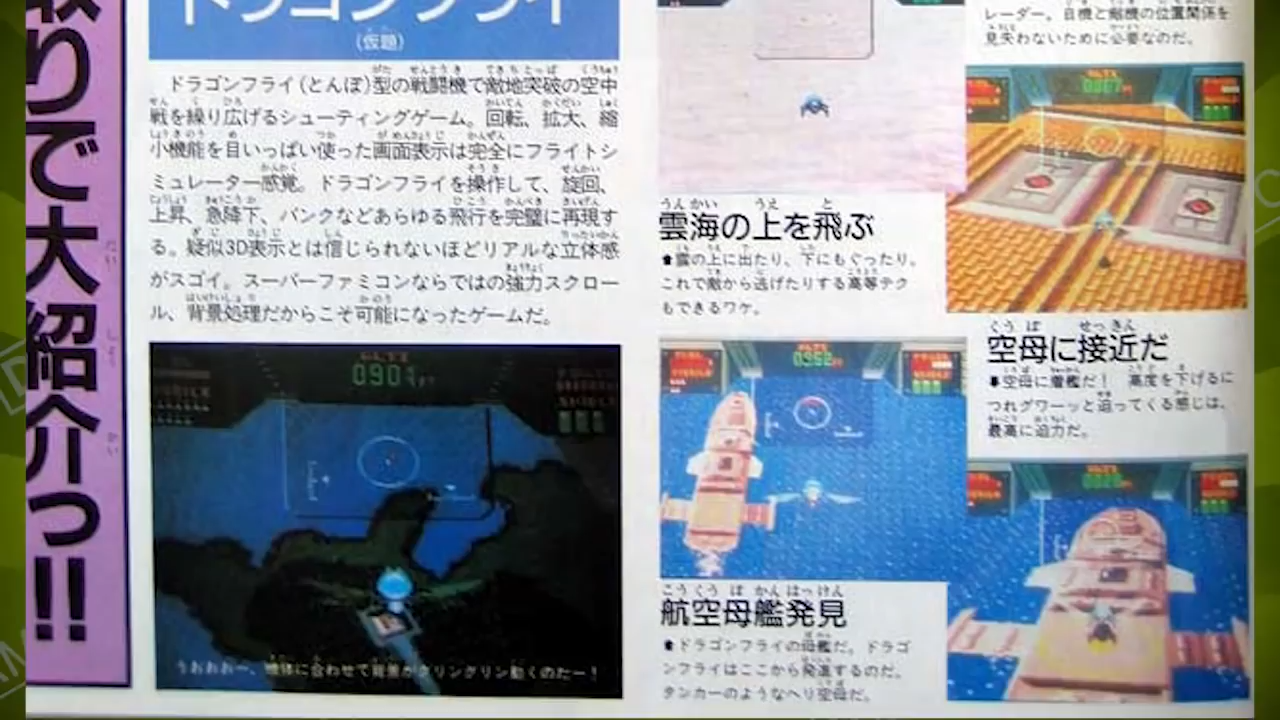 取りで大紹介っ!!
ドラゴンフライ
(仮題)
ドラゴンフライ(とんぼ)型の戦闘機で敵地突破の空中
戦を繰り広げるシューティングゲーム。回転、拡大、縮
小機能を目いっぱい使った画面表示は完全にフライトシ
ミュレーター感覚。ドラゴンフライを操作して、旋回、
上昇、急降下、バンクなどあらゆる飛行を完璧に再現す
る。疑似3D表示とは信じられないほどリアルな立体感
がスゴイ。スーパーファミコンならではの強力スクロー
ル、背景処理だからこそ可能になったゲームだ。
うおおおー、機体に合わせて背景がグリングリン動くのだー!
雲海の上を飛ぶ
⬆雲の上に出たり、下にもぐったり。
これで敵から逃げたりする高等テク
もできるワケ。
航空母艦発見
⬆ドラゴンフライの母艦だ。ドラゴ
ンフライはここから発進するのだ。
タンカーのようなヘリ空母だ。
レーダー。自機と敵機の位置関係を
見失わないために必要なのだ。
空母に接近だ
⬇空母に着艦だ! 高度を下げるに
つれグワーッと迫ってくる感じは、
最高に迫力だ。